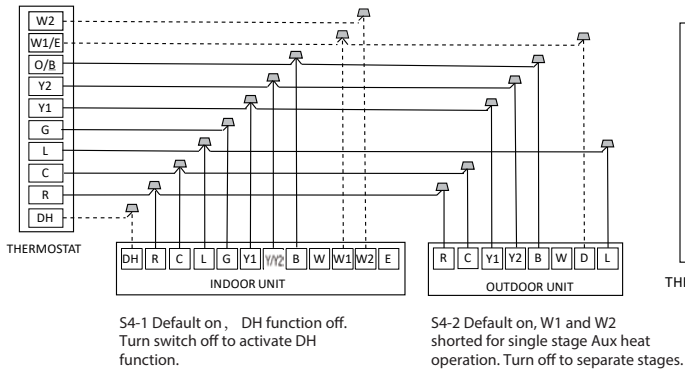 W2
W1/E
O/B
Y2
Y1
G
L
C
R
DH
THERMOSTAT
DH R C L G Y1 Y/Y2 B W W1 W2 E
INDOOR UNIT
R C Y1 Y2 B W D L
OUTDOOR UNIT
TH
S4-1 Default on， DH function off.
Turn switch off to activate DH
function.
S4-2 Default on, W1 and W2
shorted for single stage Aux heat
operation. Turn off to separate stages.